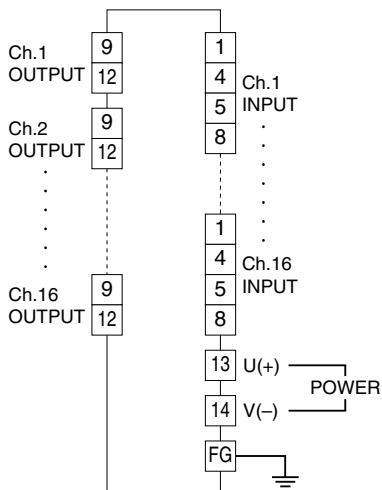 Ch.1
OUTPUT
9
12
Ch.2
OUTPUT
9
12
Ch.16
OUTPUT
9
12
1
4
5
8
Ch.1
INPUT
1
4
5
8
Ch.16
INPUT
13 U(+)
POWER
14 V(–)
FG